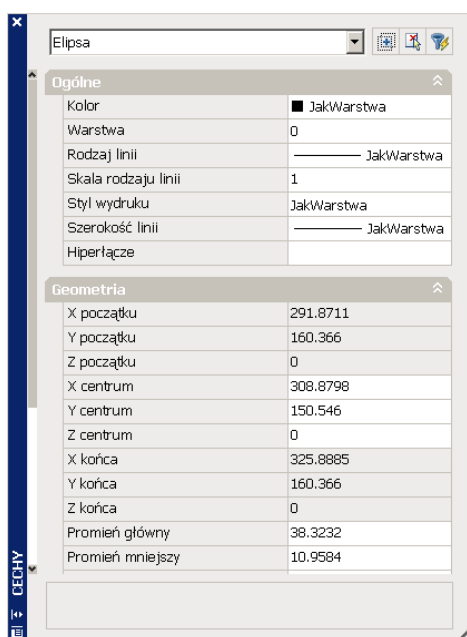 Elipsa
Ogólne
Kolor JakWarstwa
Warstwa 0
Rodzaj linii JakWarstwa
Skala rodzaju linii 1
Styl wydruku JakWarstwa
Szerokość linii JakWarstwa
Hiperłącze
Geometria
X początku 291.8711
Y początku 160.366
Z początku 0
X centrum 308.8798
Y centrum 150.546
Z centrum 0
X końca 325.8885
Y końca 160.366
Z końca 0
Promień główny 38.3232
Promień mniejszy 10.9584
CECHY